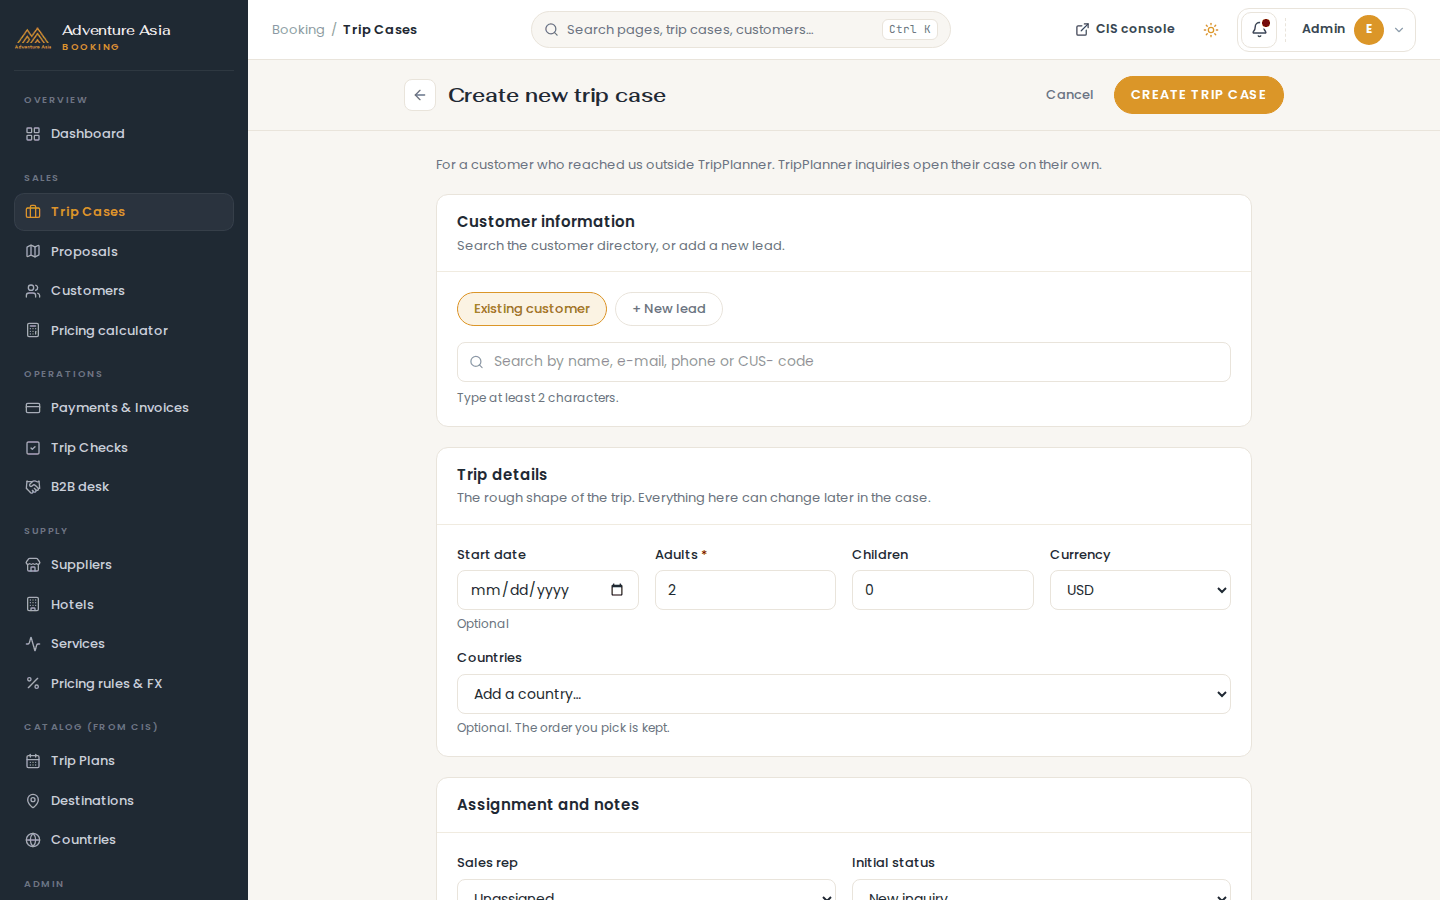 Adventure Asia
BOOKING
Adventure Asia
OVERVIEW
Dashboard
SALES
Trip Cases
Proposals
Customers
Pricing calculator
OPERATIONS
Payments & Invoices
Trip Checks
B2B desk
SUPPLY
Suppliers
Hotels
Services
Pricing rules & FX
CATALOG (FROM CIS)
Trip Plans
Destinations
Countries
ADMIN
Booking / Trip Cases
Search pages, trip cases, customers… Ctrl K
CIS console
Admin E
Create new trip case
Cancel CREATE TRIP CASE
For a customer who reached us outside TripPlanner. TripPlanner inquiries open their case on their own.
Customer information
Search the customer directory, or add a new lead.
Existing customer + New lead
Search by name, e-mail, phone or CUS- code
Type at least 2 characters.
Trip details
The rough shape of the trip. Everything here can change later in the case.
Start date Adults * Children Currency
mm/dd/yyyy 2 0 USD
Optional
Countries
Add a country…
Optional. The order you pick is kept.
Assignment and notes
Sales rep Initial status
Unassigned New inquiry